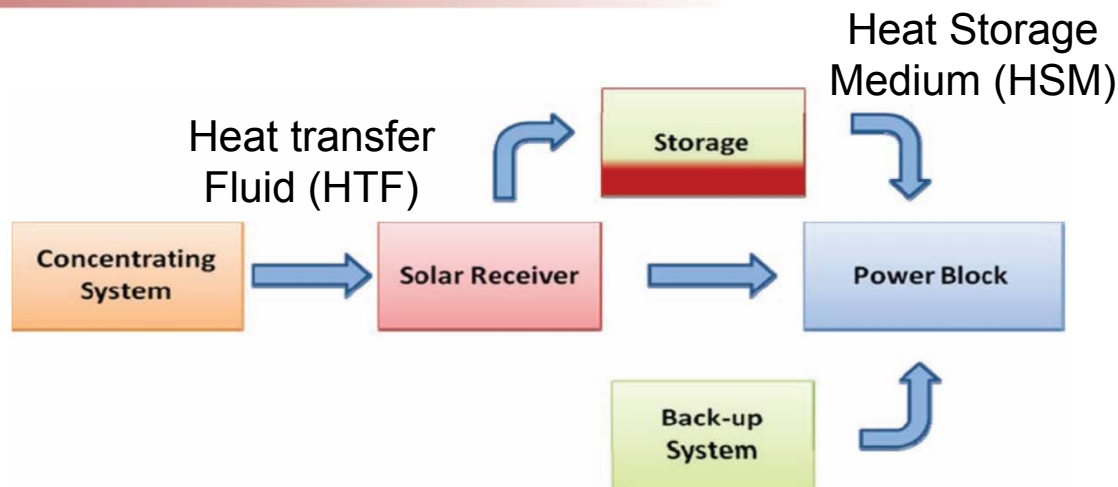 Heat Storage
Medium (HSM)
Heat transfer
Fluid (HTF)
Storage
Concentrating
System
Solar Receiver
Power Block
Back-up
System